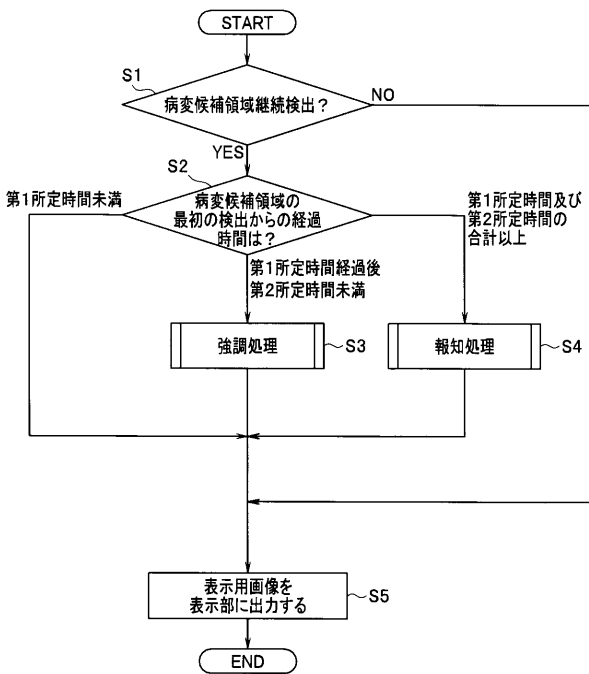 START
S1
病変候補領域継続検出？
NO
YES
S2
第1所定時間未満
病変候補領域の
最初の検出からの経過
時間は？
第1所定時間及び
第2所定時間の
合計以上
第1所定時間経過後
第2所定時間未満
強調処理
S3
報知処理
S4
表示用画像を
表示部に出力する
S5
END